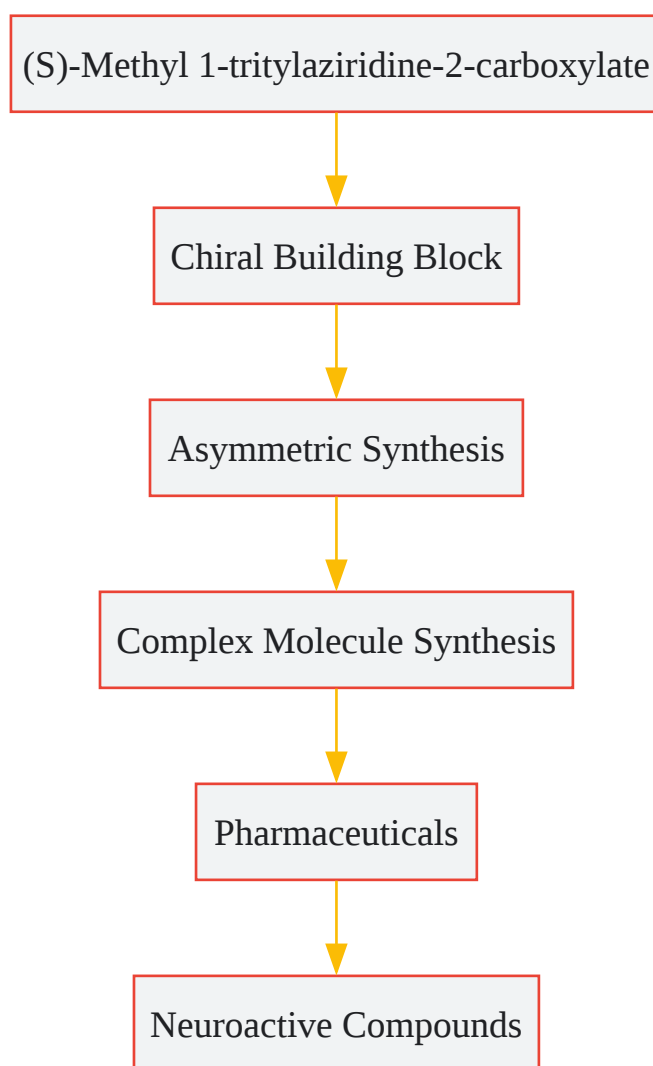 (S)-Methyl 1-tritylaziridine-2-carboxylate
Chiral Building Block
Asymmetric Synthesis
Complex Molecule Synthesis
Pharmaceuticals
Neuroactive Compounds